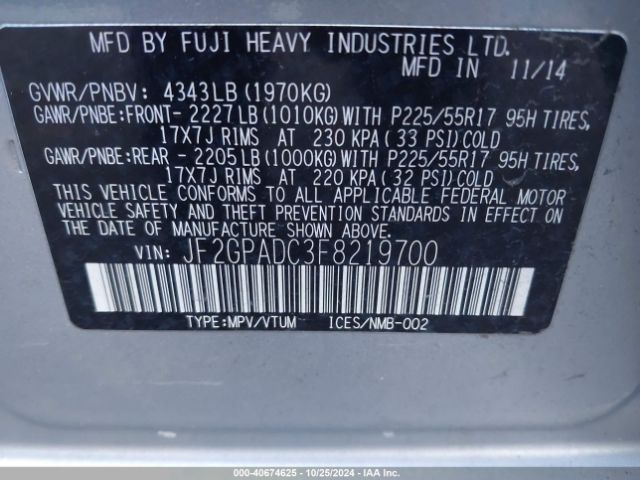 MFD BY FUJI HEAVY INDUSTRIES LTD.
MFD IN 11/14
GVWR/PNBV: 4343LB(1970KG)
GAWR/PNBE:FRONT- 2227LB(1010KG)WITH P225/55R17 95H TIRES,
17X7J RIMS AT 230 KPA(33 PSI)COLD
GAWR/PNBE:REAR - 2205LB(1000KG)WITH P225/55R17 95H TIRES,
17X7J RIMS AT 220 KPA(32 PSI)COLD
THIS VEHICLE CONFORMS TO ALL APPLICABLE FEDERAL MOTOR
VEHICLE SAFETY AND THEFT PREVENTION STANDARDS IN EFFECT ON
THE DATE OF MANUFACTURE SHOWN ABOVE.
VIN: JF2GPADC3F8219700
TYPE:MPV/VTUM ICES/NMB-002
© - 40674625 - 10/25/2024 - IAA Inc.